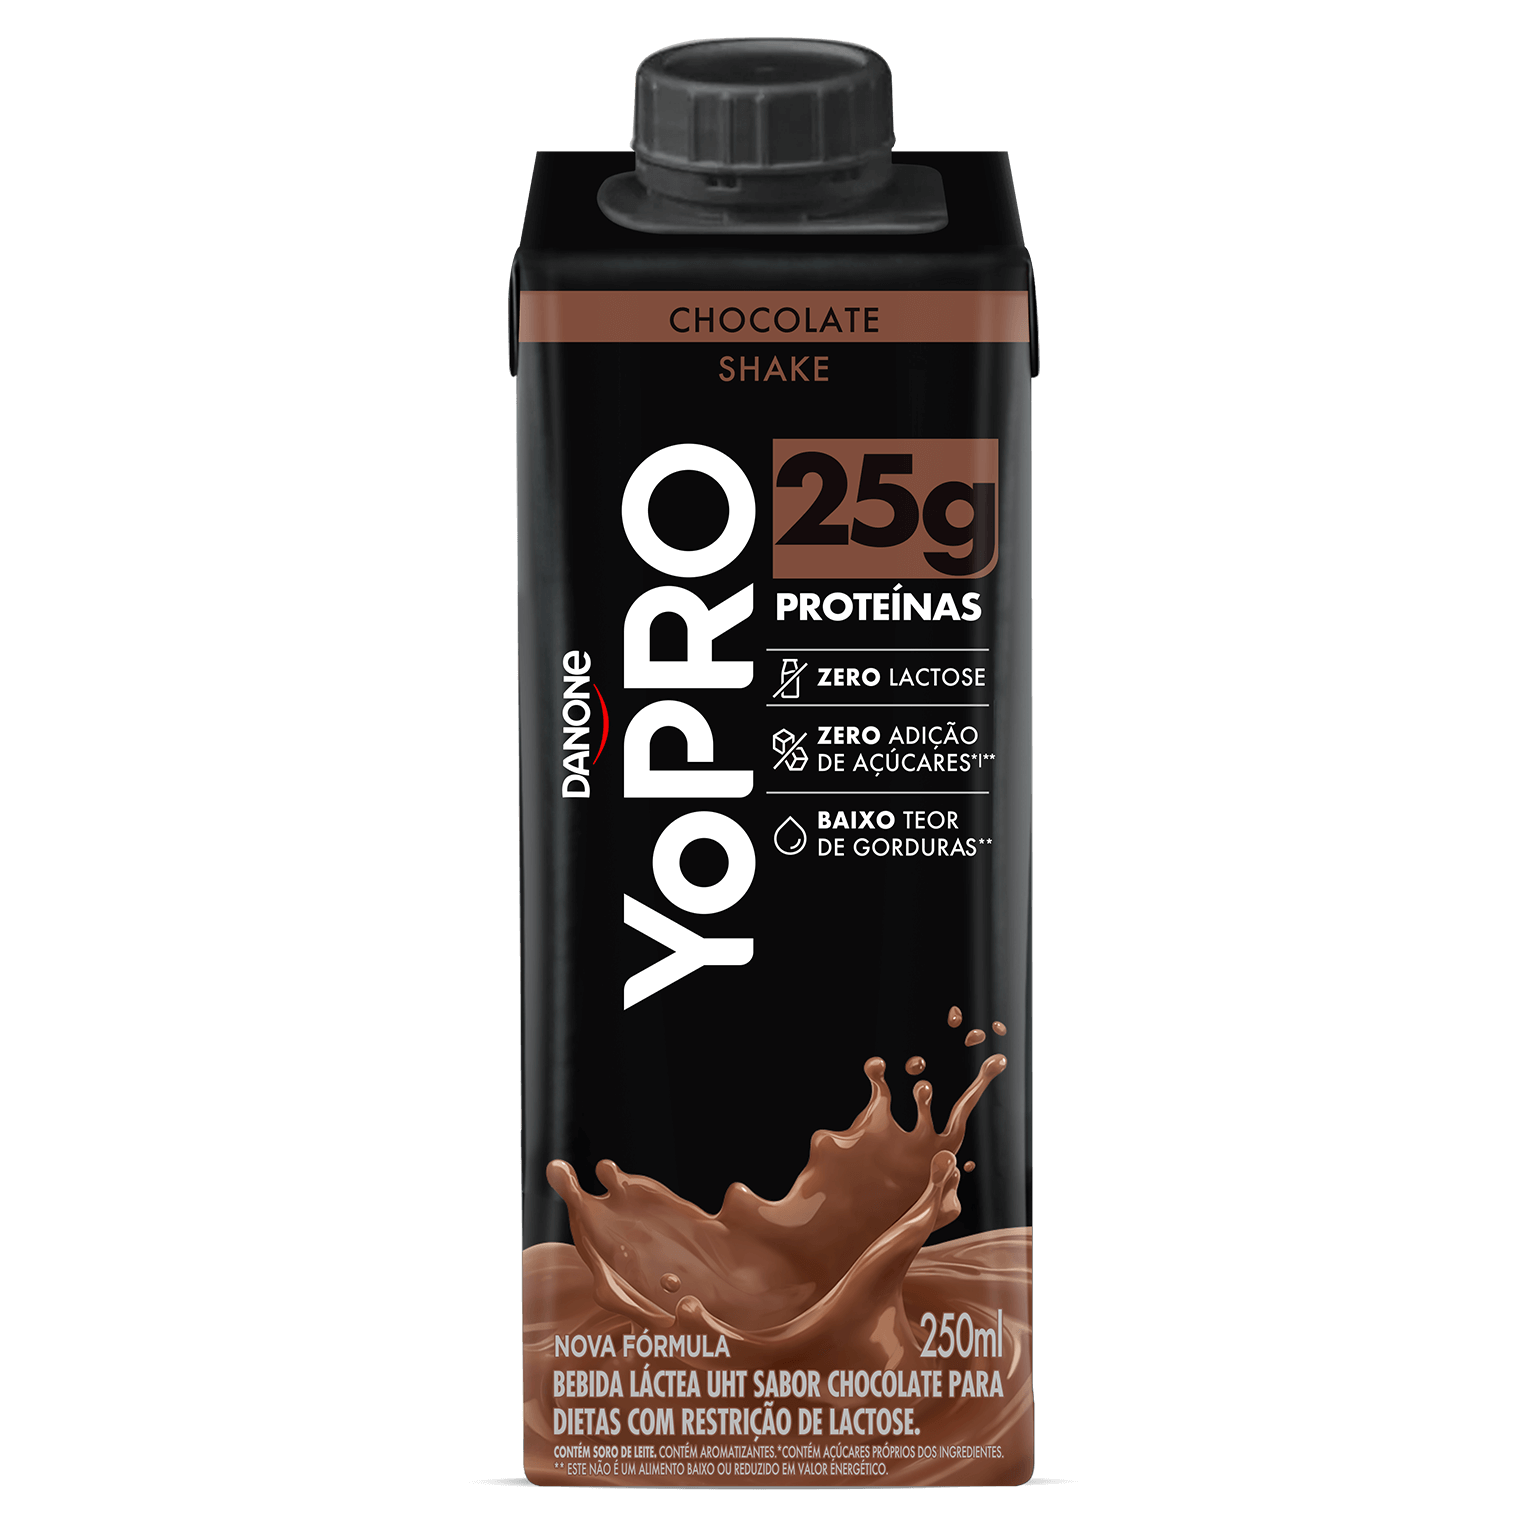 CHOCOLATE
SHAKE
DANONE
YoPRO
25g
PROTEÍNAS
ZERO LACTOSE
ZERO ADIÇÃO
DE AÇÚCARES*|**
BAIXO TEOR
DE GORDURAS**
250ml
NOVA FÓRMULA
BEBIDA LÁCTEA UHT SABOR CHOCOLATE PARA
DIETAS COM RESTRIÇÃO DE LACTOSE.
CONTÉM SORO DE LEITE. CONTÉM AROMATIZANTES.*CONTÉM AÇÚCARES PRÓPRIOS DOS INGREDIENTES.
** ESTE NÃO É UM ALIMENTO BAIXO OU REDUZIDO EM VALOR ENERGÉTICO.